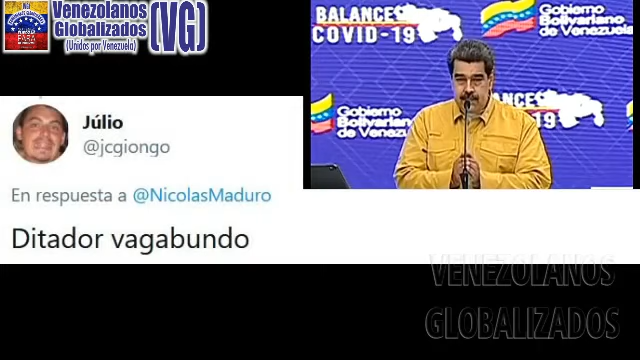 Venezolanos
Globalizados
(Unidos por Venezuela)
(VG)
BALANCE
COVID-19
Gobierno
Bolivariano
de Venezuela
Gobierno
Bolivariano
de Venezuela
Júlio
@jcgiongo
En respuesta a @NicolasMaduro
Ditador vagabundo
VENEZOLANOS
GLOBALIZADOS